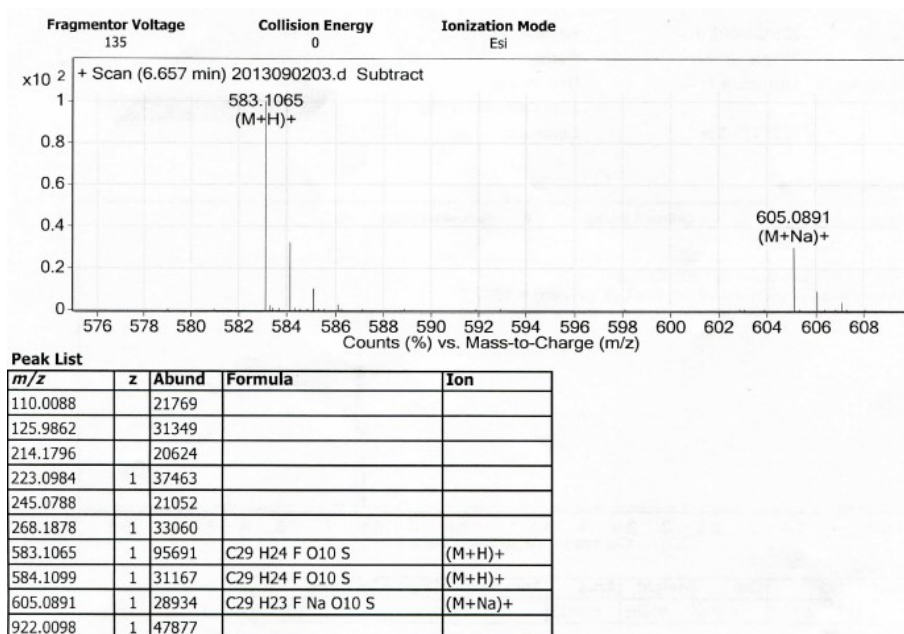 Fragmentor Voltage Collision Energy Ionization Mode
135 0 Esi
x10 2 + Scan (6.657 min) 2013090203.d Subtract
583.1065
(M+H)+
605.0891
(M+Na)+
1
0.8
0.6
0.4
0.2
0
576 578 580 582 584 586 588 590 592 594 596 598 600 602 604 606 608
Counts (%) vs. Mass-to-Charge (m/z)
Peak List
m/z z Abund Formula Ion
110.0088 21769
125.9862 31349
214.1796 20624
223.0984 1 37463
245.0788 21052
268.1878 1 33060
583.1065 1 95691 C29 H24 F O10 S (M+H)+
584.1099 1 31167 C29 H24 F O10 S (M+H)+
605.0891 1 28934 C29 H23 F Na O10 S (M+Na)+
922.0098 1 47877